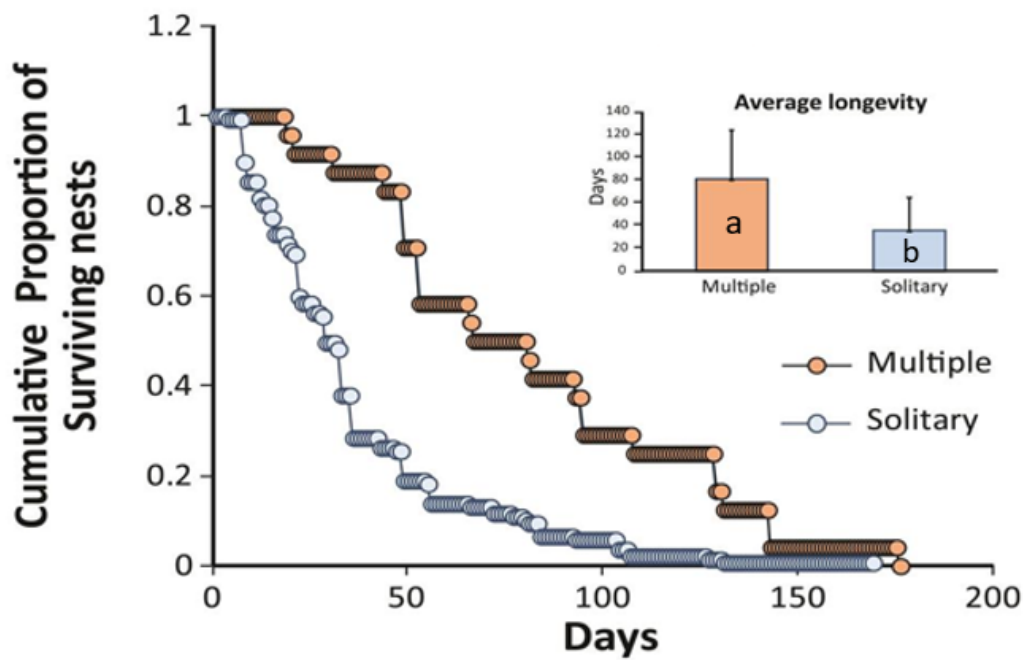 Cumulative Proportion of
Surviving nests
1.2
1
0.8
0.6
0.4
0.2
0
0
50
100
150
200
Days
Average longevity
Days
140
120
100
80
60
40
20
0
a
b
Multiple
Solitary
Multiple
Solitary